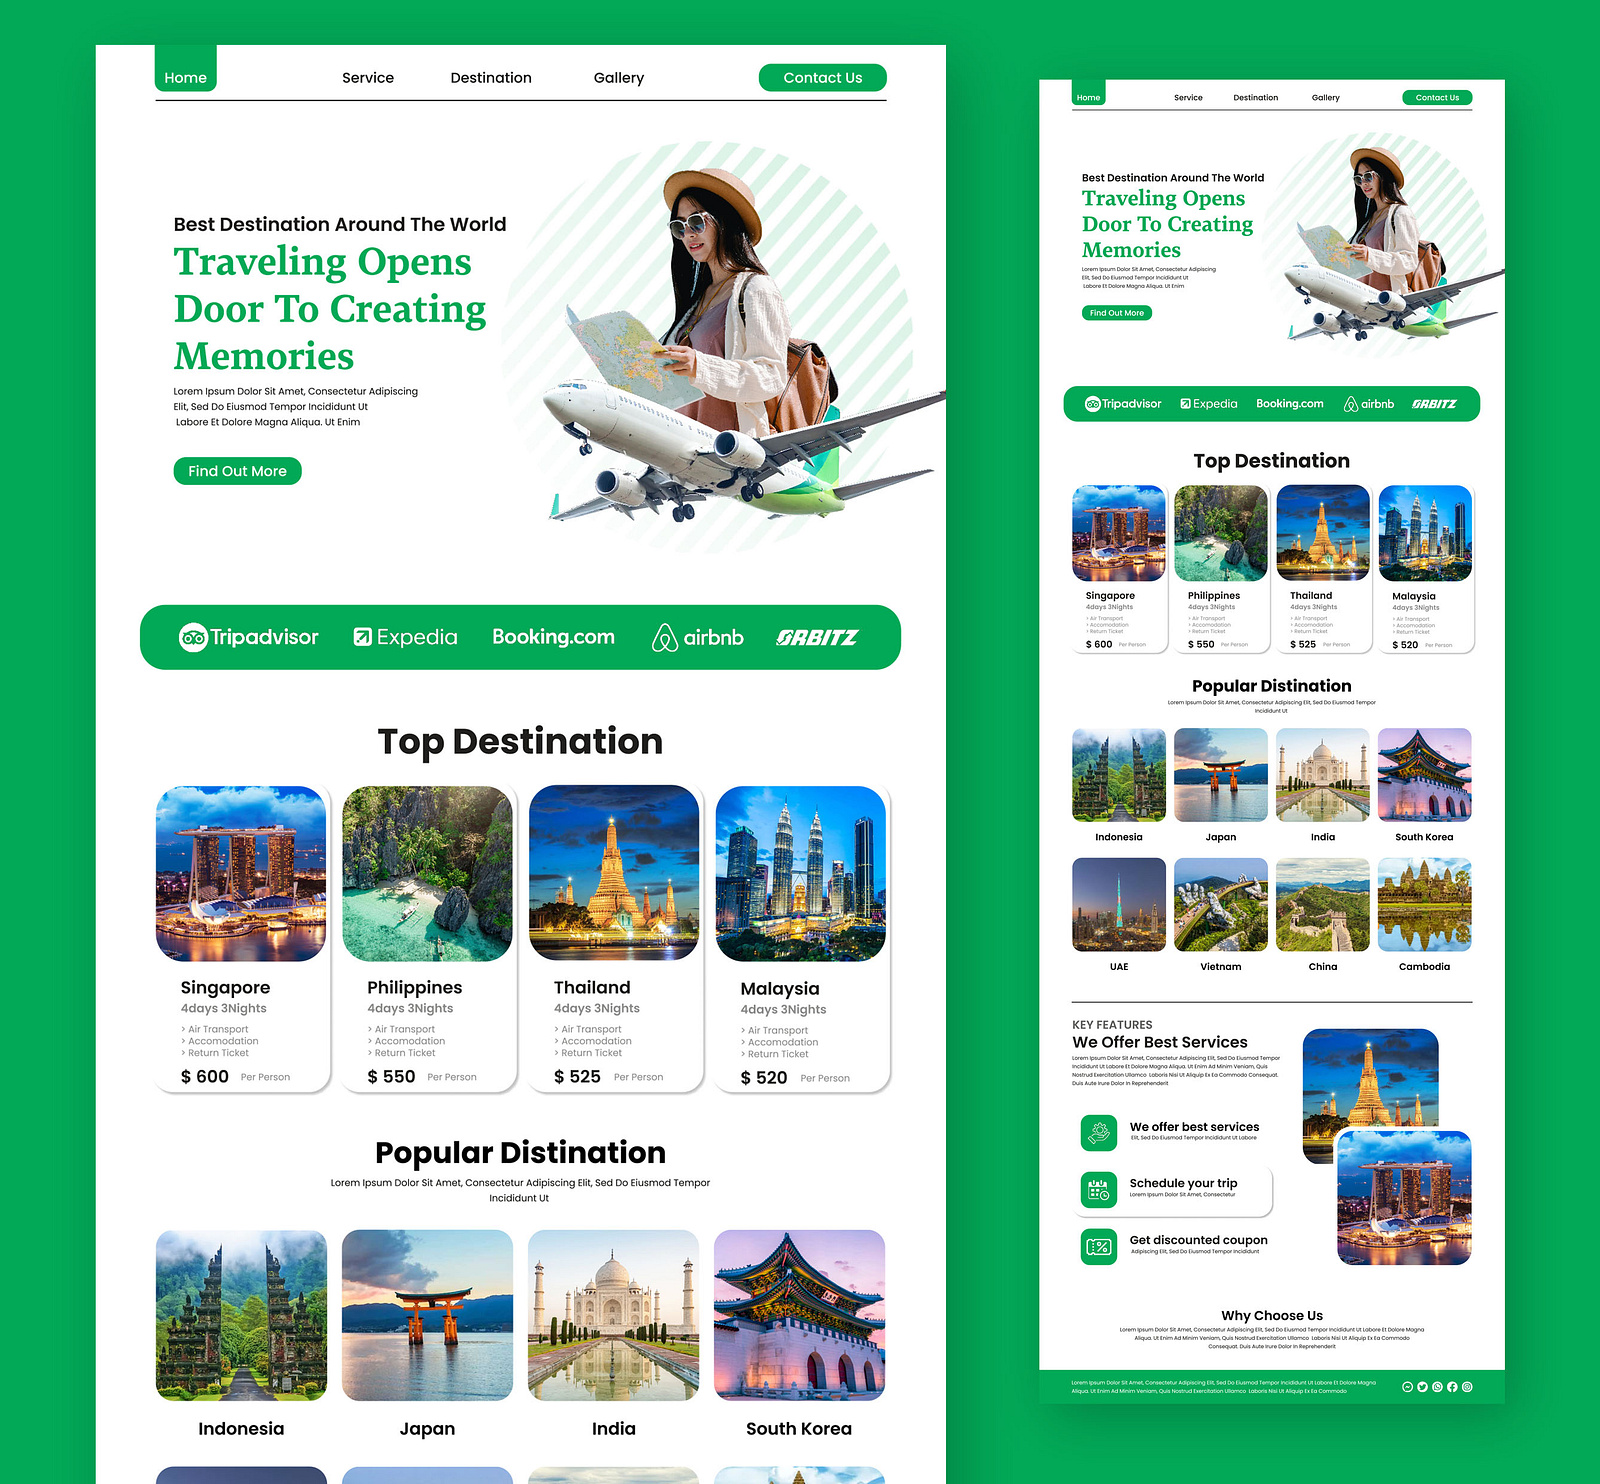 Home
Service
Destination
Gallery
Contact Us
Best Destination Around The World
Traveling Opens
Door To Creating
Memories
Lorem Ipsum Dolor Sit Amet, Consectetur Adipiscing
Elit, Sed Do Eiusmod Tempor Incididunt Ut
Labore Et Dolore Magna Aliqua. Ut Enim
Find Out More
Tripadvisor
Expedia
Booking.com
airbnb
ORBITZ
Top Destination
Singapore
4days 3Nights
> Air Transport
> Accomodation
> Return Ticket
$ 600 Per Person
Philippines
4days 3Nights
> Air Transport
> Accomodation
> Return Ticket
$ 550 Per Person
Thailand
4days 3Nights
> Air Transport
> Accomodation
> Return Ticket
$ 525 Per Person
Malaysia
4days 3Nights
> Air Transport
> Accomodation
> Return Ticket
$ 520 Per Person
Popular Distination
Lorem Ipsum Dolor Sit Amet, Consectetur Adipiscing Elit, Sed Do Eiusmod Tempor
Incididunt Ut
Indonesia
Japan
India
South Korea
Home
Service
Destination
Gallery
Contact Us
Best Destination Around The World
Traveling Opens
Door To Creating
Memories
Lorem Ipsum Dolor Sit Amet, Consectetur Adipiscing
Elit, Sed Do Eiusmod Tempor Incididunt Ut
Labore Et Dolore Magna Aliqua. Ut Enim
Find Out More
Tripadvisor
Expedia
Booking.com
airbnb
ORBITZ
Top Destination
Singapore
4days 3Nights
> Air Transport
> Accomodation
> Return Ticket
$ 600 Per Person
Philippines
4days 3Nights
> Air Transport
> Accomodation
> Return Ticket
$ 550 Per Person
Thailand
4days 3Nights
> Air Transport
> Accomodation
> Return Ticket
$ 525 Per Person
Malaysia
4days 3Nights
> Air Transport
> Accomodation
> Return Ticket
$ 520 Per Person
Popular Distination
Lorem Ipsum Dolor Sit Amet, Consectetur Adipiscing Elit, Sed Do Eiusmod Tempor
Incididunt Ut
Indonesia
Japan
India
South Korea
UAE
Vietnam
China
Cambodia
KEY FEATURES
We Offer Best Services
Lorem Ipsum Dolor Sit Amet, Consectetur Adipiscing Elit, Sed Do Eiusmod Tempor
Incididunt Ut Labore Et Dolore Magna Aliqua. Ut Enim Ad Minim Veniam, Quis
Nostrud Exercitation Ullamco Laboris Nisi Ut Aliquip Ex Ea Commodo Consequat.
Duis Aute Irure Dolor In Reprehenderit
We offer best services
Elit, Sed Do Eiusmod Tempor Incididunt Ut Labore
Schedule your trip
Lorem Ipsum Dolor Sit Amet, Consectetur
Get discounted coupon
Adipiscing Elit, Sed Do Eiusmod Tempor Incididunt
Why Choose Us
Lorem Ipsum Dolor Sit Amet, Consectetur Adipiscing Elit, Sed Do Eiusmod Tempor Incididunt Ut Labore Et Dolore Magna
Aliqua. Ut Enim Ad Minim Veniam, Quis Nostrud Exercitation Ullamco Laboris Nisi Ut Aliquip Ex Ea Commodo
Consequat. Duis Aute Irure Dolor In Reprehenderit
Lorem Ipsum Dolor Sit Amet, Consectetur Adipiscing Elit, Sed Do Eiusmod Tempor Incididunt Ut Labore Et Dolore Magna
Aliqua. Ut Enim Ad Minim Veniam, Quis Nostrud Exercitation Ullamco Laboris Nisi Ut Aliquip Ex Ea Commodo